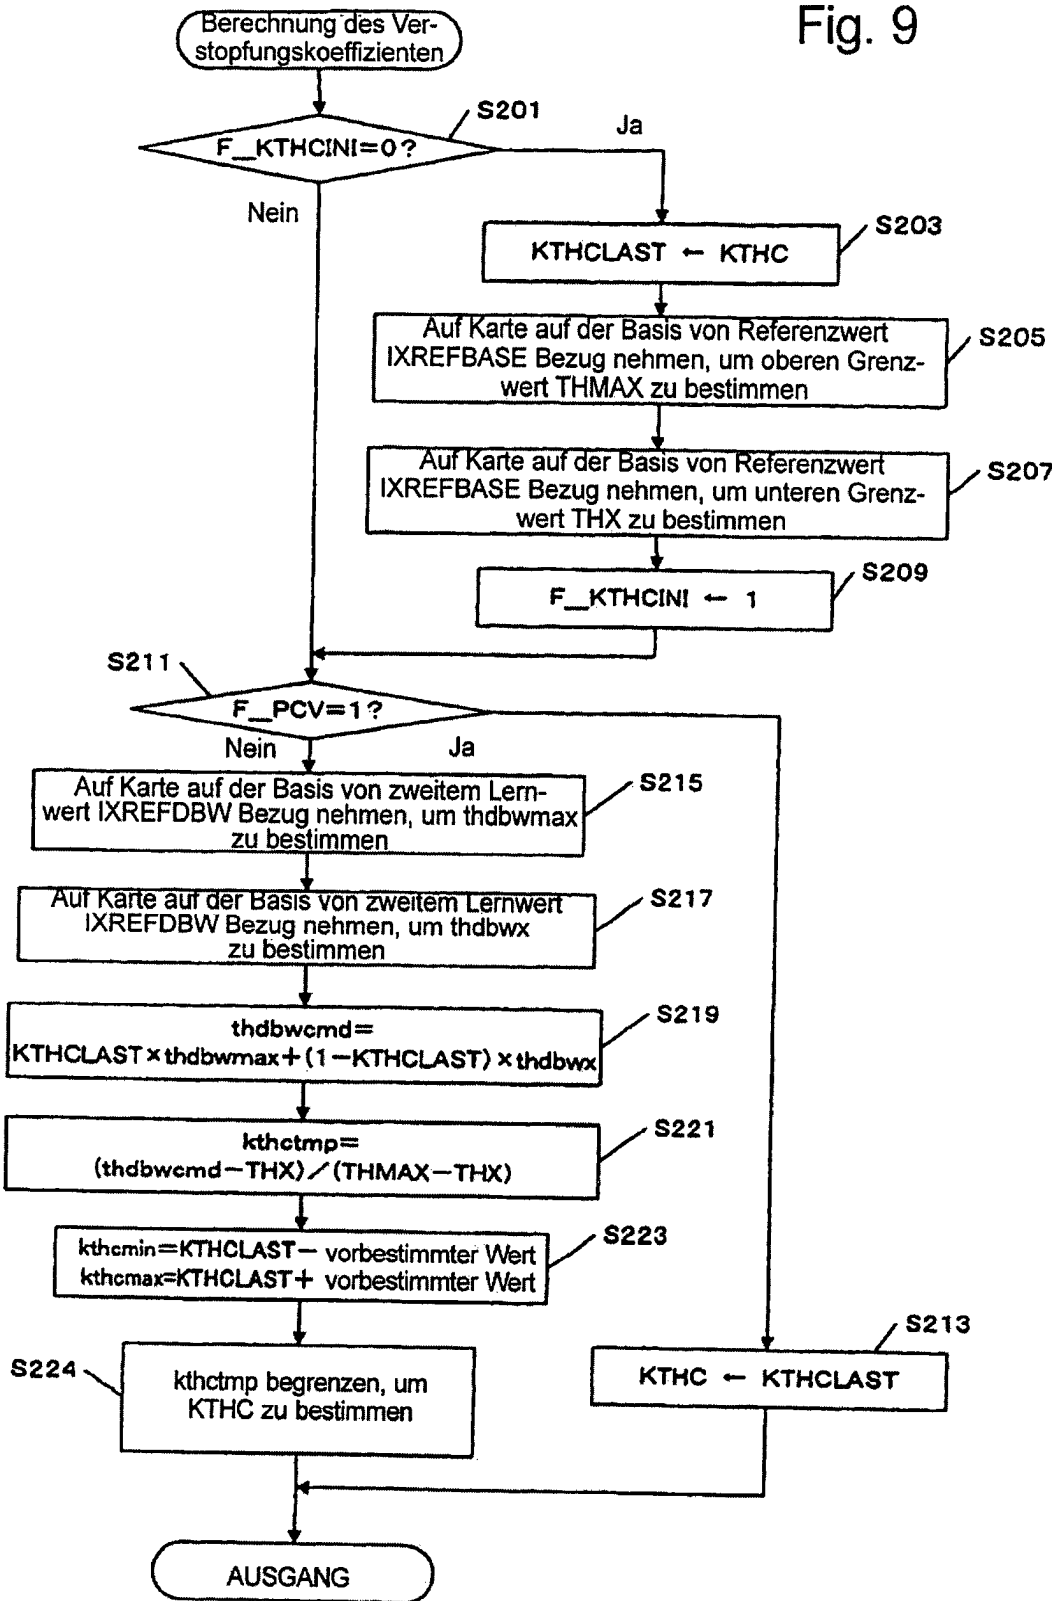 Fig. 9
Berechnung des Ver-
stopfungskoeffizienten
S201
F_KTHCINI=0?
Ja
Nein
S203
KTHCLAST ← KTHC
S205
Auf Karte auf der Basis von Referenzwert
IXREFBASE Bezug nehmen, um oberen Grenz-
wert THMAX zu bestimmen
S207
Auf Karte auf der Basis von Referenzwert
IXREFBASE Bezug nehmen, um unteren Grenz-
wert THX zu bestimmen
S209
F_KTHCINI ← 1
S211
F_PCV=1?
Nein
Ja
S215
Auf Karte auf der Basis von zweitem Lern-
wert IXREFDBW Bezug nehmen, um thdbwmax
zu bestimmen
S217
Auf Karte auf der Basis von zweitem Lernwert
IXREFDBW Bezug nehmen, um thdbwx
zu bestimmen
S219
thdbwcmd=
KTHCLAST×thdbwmax+(1−KTHCLAST)×thdbwx
S221
kthctmp=
(thdbwcmd−THX)/(THMAX−THX)
S223
kthcmin=KTHCLAST− vorbestimmter Wert
kthcmax=KTHCLAST+ vorbestimmter Wert
S213
KTHC ← KTHCLAST
S224
kthctmp begrenzen, um
KTHC zu bestimmen
AUSGANG